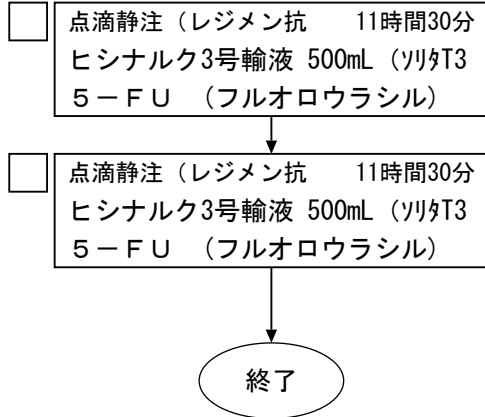 点滴静注（レジメン抗　　11時間30分
ヒシナルク3号輸液 500mL（ｿﾘﾀT3
５－ＦＵ　（フルオロウラシル）
点滴静注（レジメン抗　　11時間30分
ヒシナルク3号輸液 500mL（ｿﾘﾀT3
５－ＦＵ　（フルオロウラシル）
終了